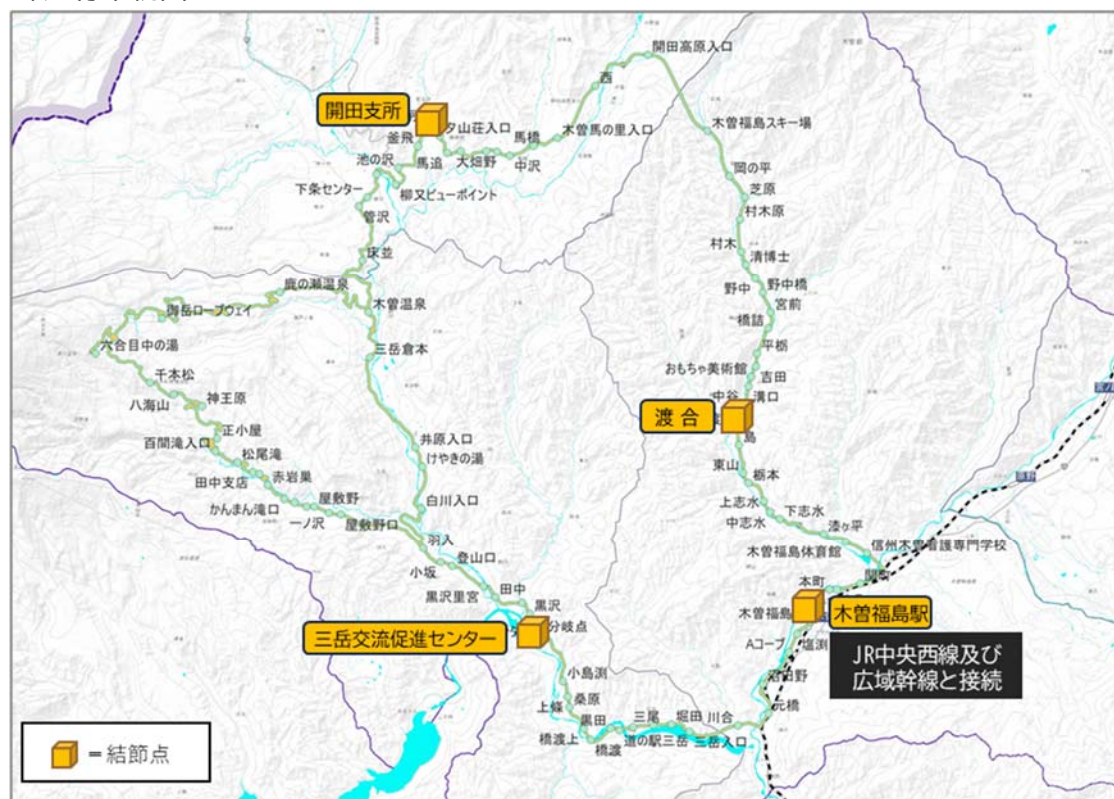 開田高原入口
西
開田支所
夕山荘入口
馬橋
木曽馬の里入口
釜飛
大畑野
中沢
池の沢
馬追
木曽福島スキー場
岡の平
下条センター
柳又ビューポイント
芝原
管沢
村木原
床並
村木
清博士
鹿の瀬温泉
木曽温泉
野中
野中橋
宮前
御岳ロープウェイ
橋詰
六合目中の湯
三岳倉本
平栃
おもちゃ美術館
吉田
千本松
中谷
溝口
八海山
神王原
渡合
島
正小屋
百間滝入口
井原入口
けやきの湯
東山
栃本
松尾滝
田中支店
赤岩巣
白川入口
上志水
下志水
かんまん滝口
屋敷野
中志水
漆ヶ平
一ノ沢
屋敷野口
羽入
木曽福島体育館
信州木曽看護専門学校
小坂
登山口
関町
本町
黒沢里宮
田中
黒沢
木曽福島
木曽福島駅
三岳交流促進センター
分岐点
Aコープ
塩渕
JR中央西線及び
広域幹線と接続
小島渕
沼田野
桑原
元橋
上條
黒田
三尾
堀田
川合
橋渡上
橋渡
道の駅三岳
三岳入口
=結節点